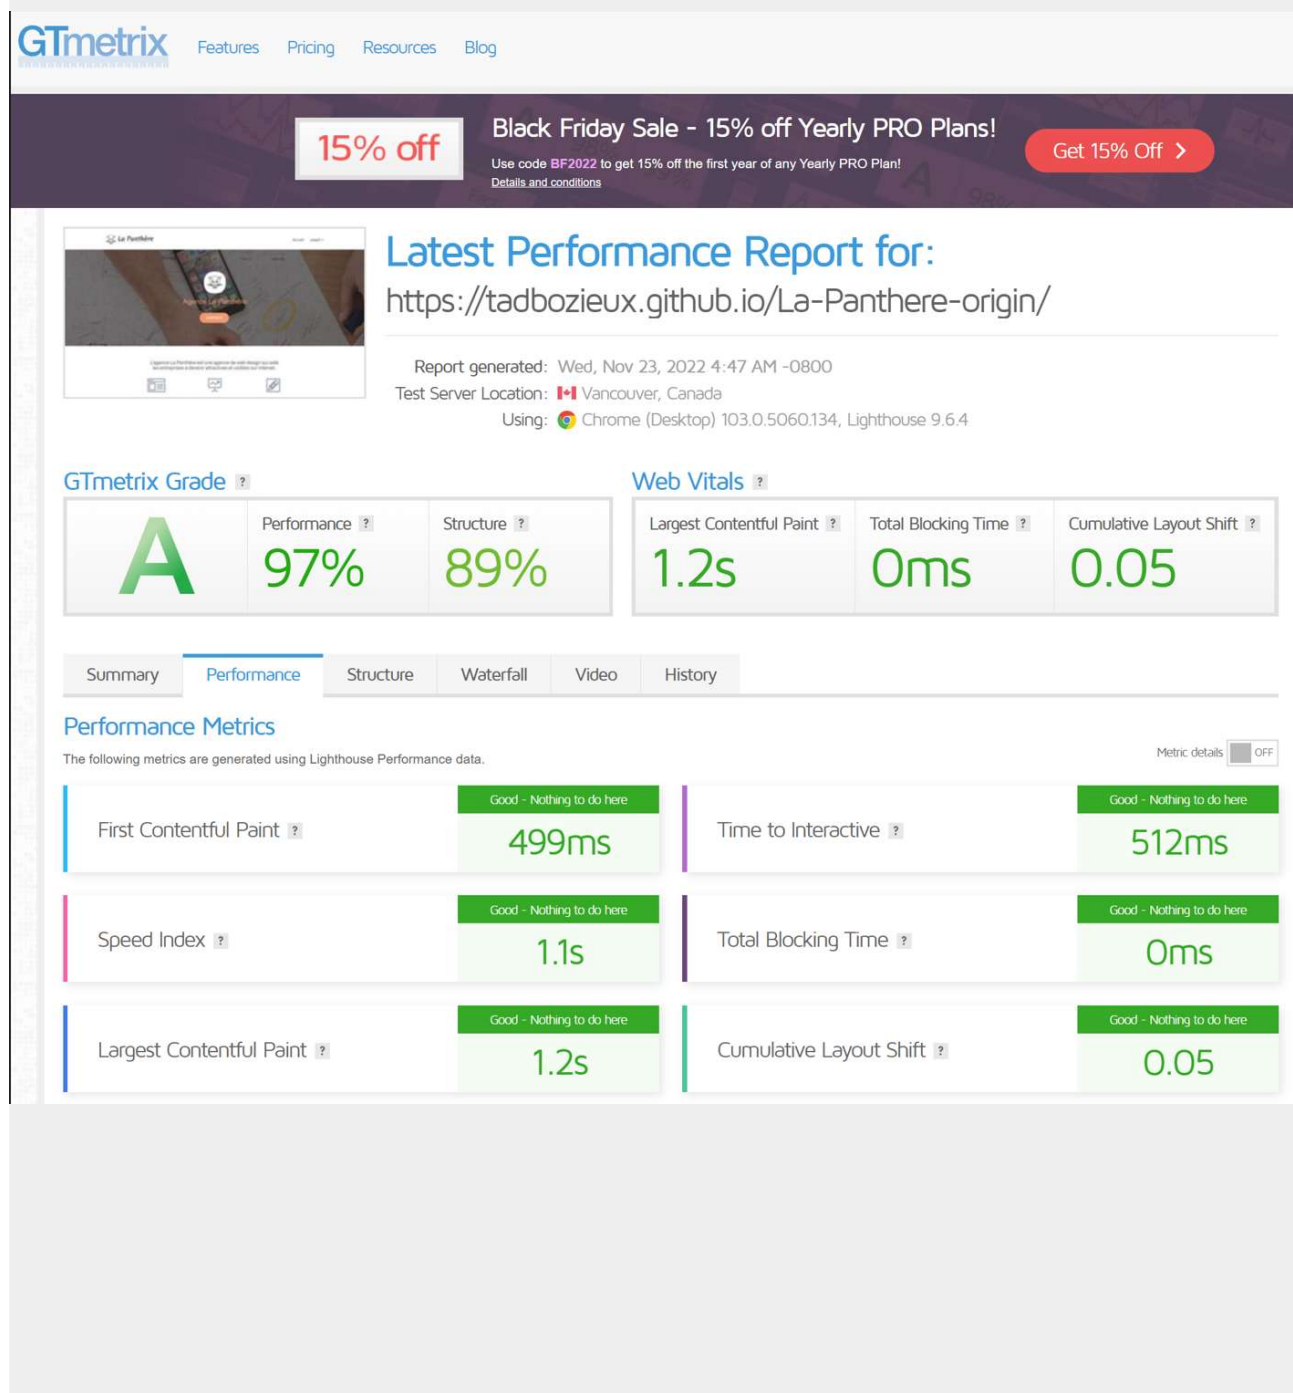 GTmetrix Features Pricing Resources Blog
15% off
Black Friday Sale - 15% off Yearly PRO Plans!
Use code BF2022 to get 15% off the first year of any Yearly PRO Plan!
Details and conditions
Get 15% Off >
La Panthère
Latest Performance Report for:
https://tadbozieux.github.io/La-Panthere-origin/
Report generated: Wed, Nov 23, 2022 4:47 AM -0800
Test Server Location: Vancouver, Canada
Using: Chrome (Desktop) 103.0.5060.134, Lighthouse 9.6.4
GTmetrix Grade ?
A
Performance ?
97%
Structure ?
89%
Web Vitals ?
Largest Contentful Paint ?
1.2s
Total Blocking Time ?
0ms
Cumulative Layout Shift ?
0.05
Summary Performance Structure Waterfall Video History
Performance Metrics
The following metrics are generated using Lighthouse Performance data.
Metric details OFF
First Contentful Paint ?
Good - Nothing to do here
499ms
Time to Interactive ?
Good - Nothing to do here
512ms
Speed Index ?
Good - Nothing to do here
1.1s
Total Blocking Time ?
Good - Nothing to do here
0ms
Largest Contentful Paint ?
Good - Nothing to do here
1.2s
Cumulative Layout Shift ?
Good - Nothing to do here
0.05